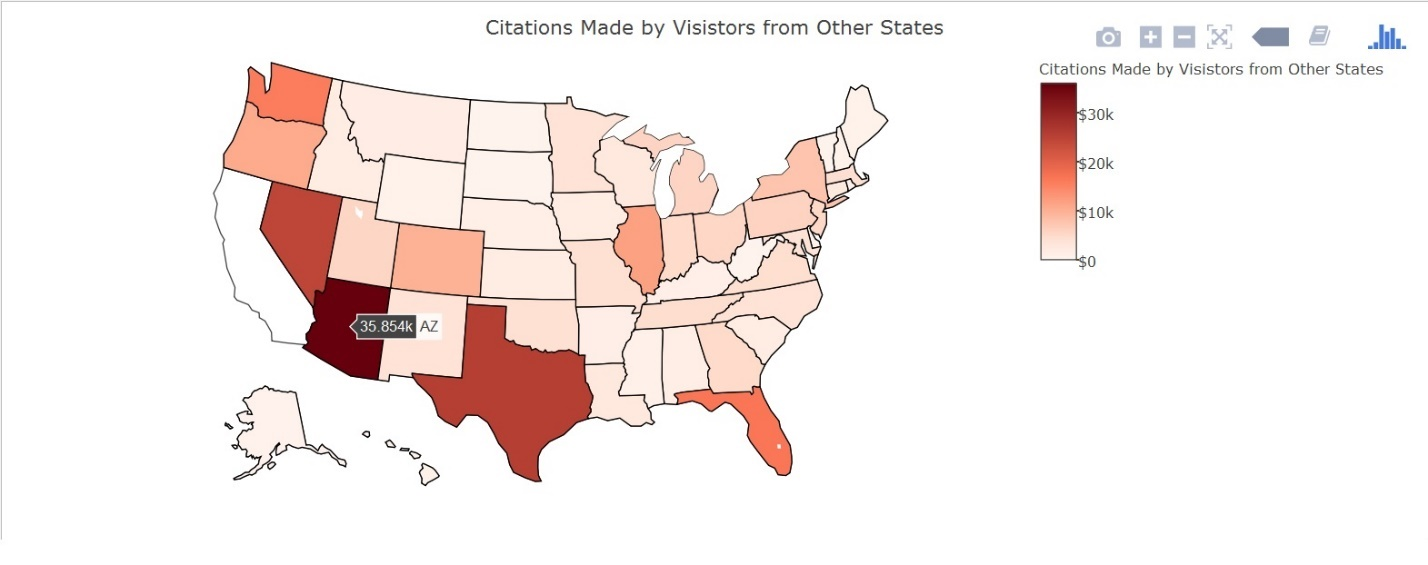 Citations Made by Visistors from Other States
Citations Made by Visistors from Other States
$30k
$20k
$10k
$0
35.854k AZ